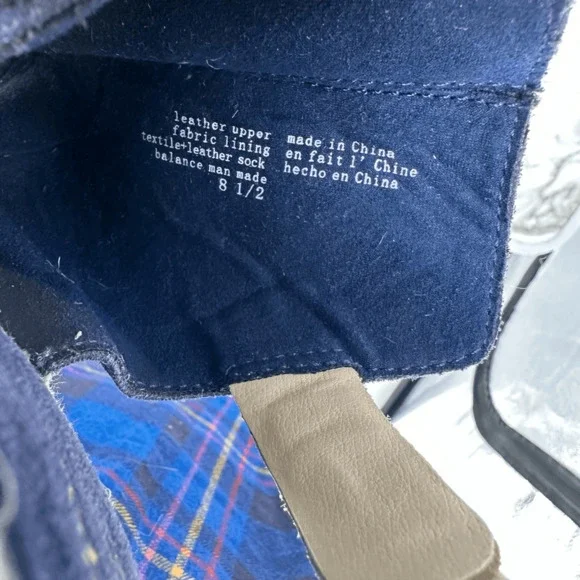 leather upper
fabric lining
textile+leather sock
balance man made
8 1/2
made in China
en fait l' Chine
hecho en China